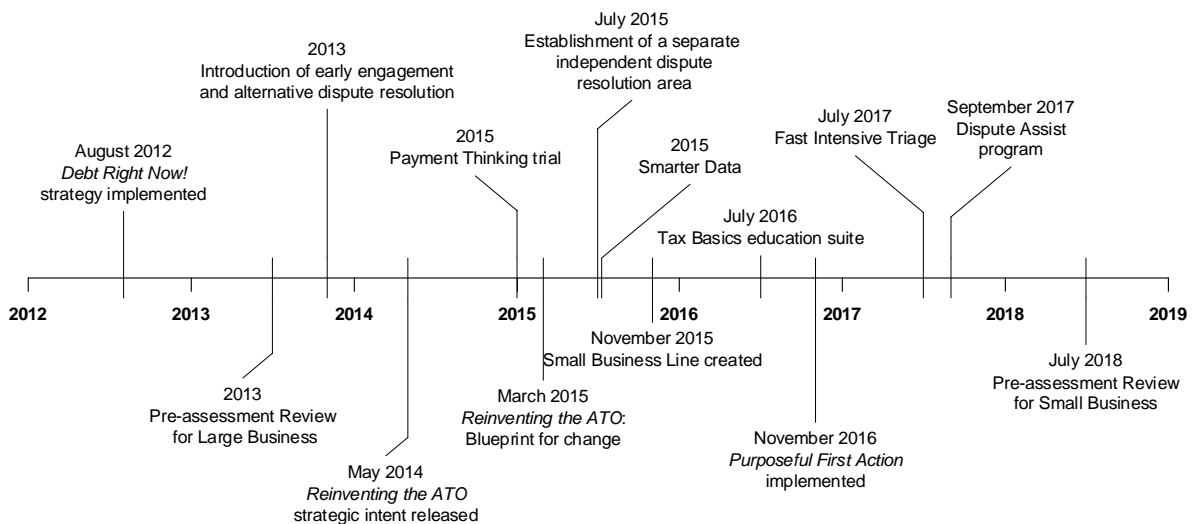 July 2015
Establishment of a separate
independent dispute
resolution area
2013
Introduction of early engagement
and alternative dispute resolution
September 2017
Dispute Assist
program
July 2017
Fast Intensive Triage
2015
Payment Thinking trial
2015
Smarter Data
August 2012
Debt Right Now!
strategy implemented
July 2016
Tax Basics education suite
2012 2013 2014 2015 2016 2017 2018 2019
November 2015
Small Business Line created
2013
Pre-assessment Review
for Large Business
March 2015
Reinventing the ATO:
Blueprint for change
July 2018
Pre-assessment Review
for Small Business
November 2016
Purposeful First Action
implemented
May 2014
Reinventing the ATO
strategic intent released